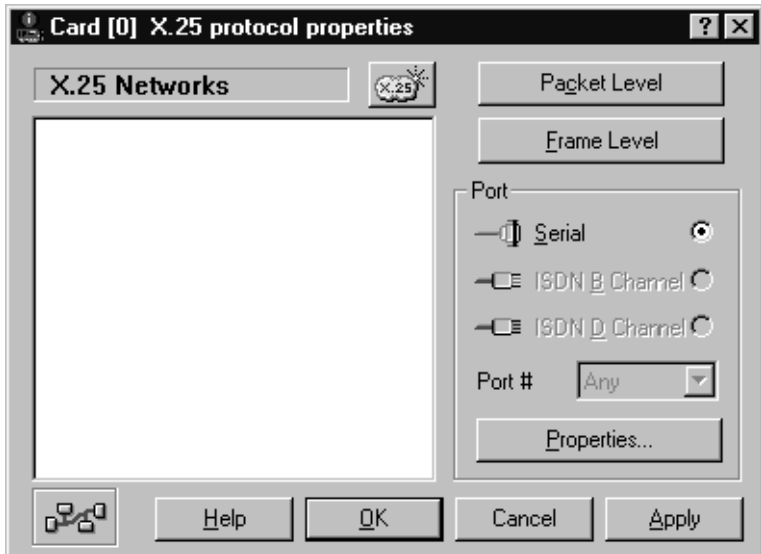 Card [0] X.25 protocol properties
X.25 Networks
X.25
Packet Level
Frame Level
Port
Serial
ISDN B Channel
ISDN D Channel
Port # Any
Properties...
Help OK Cancel Apply